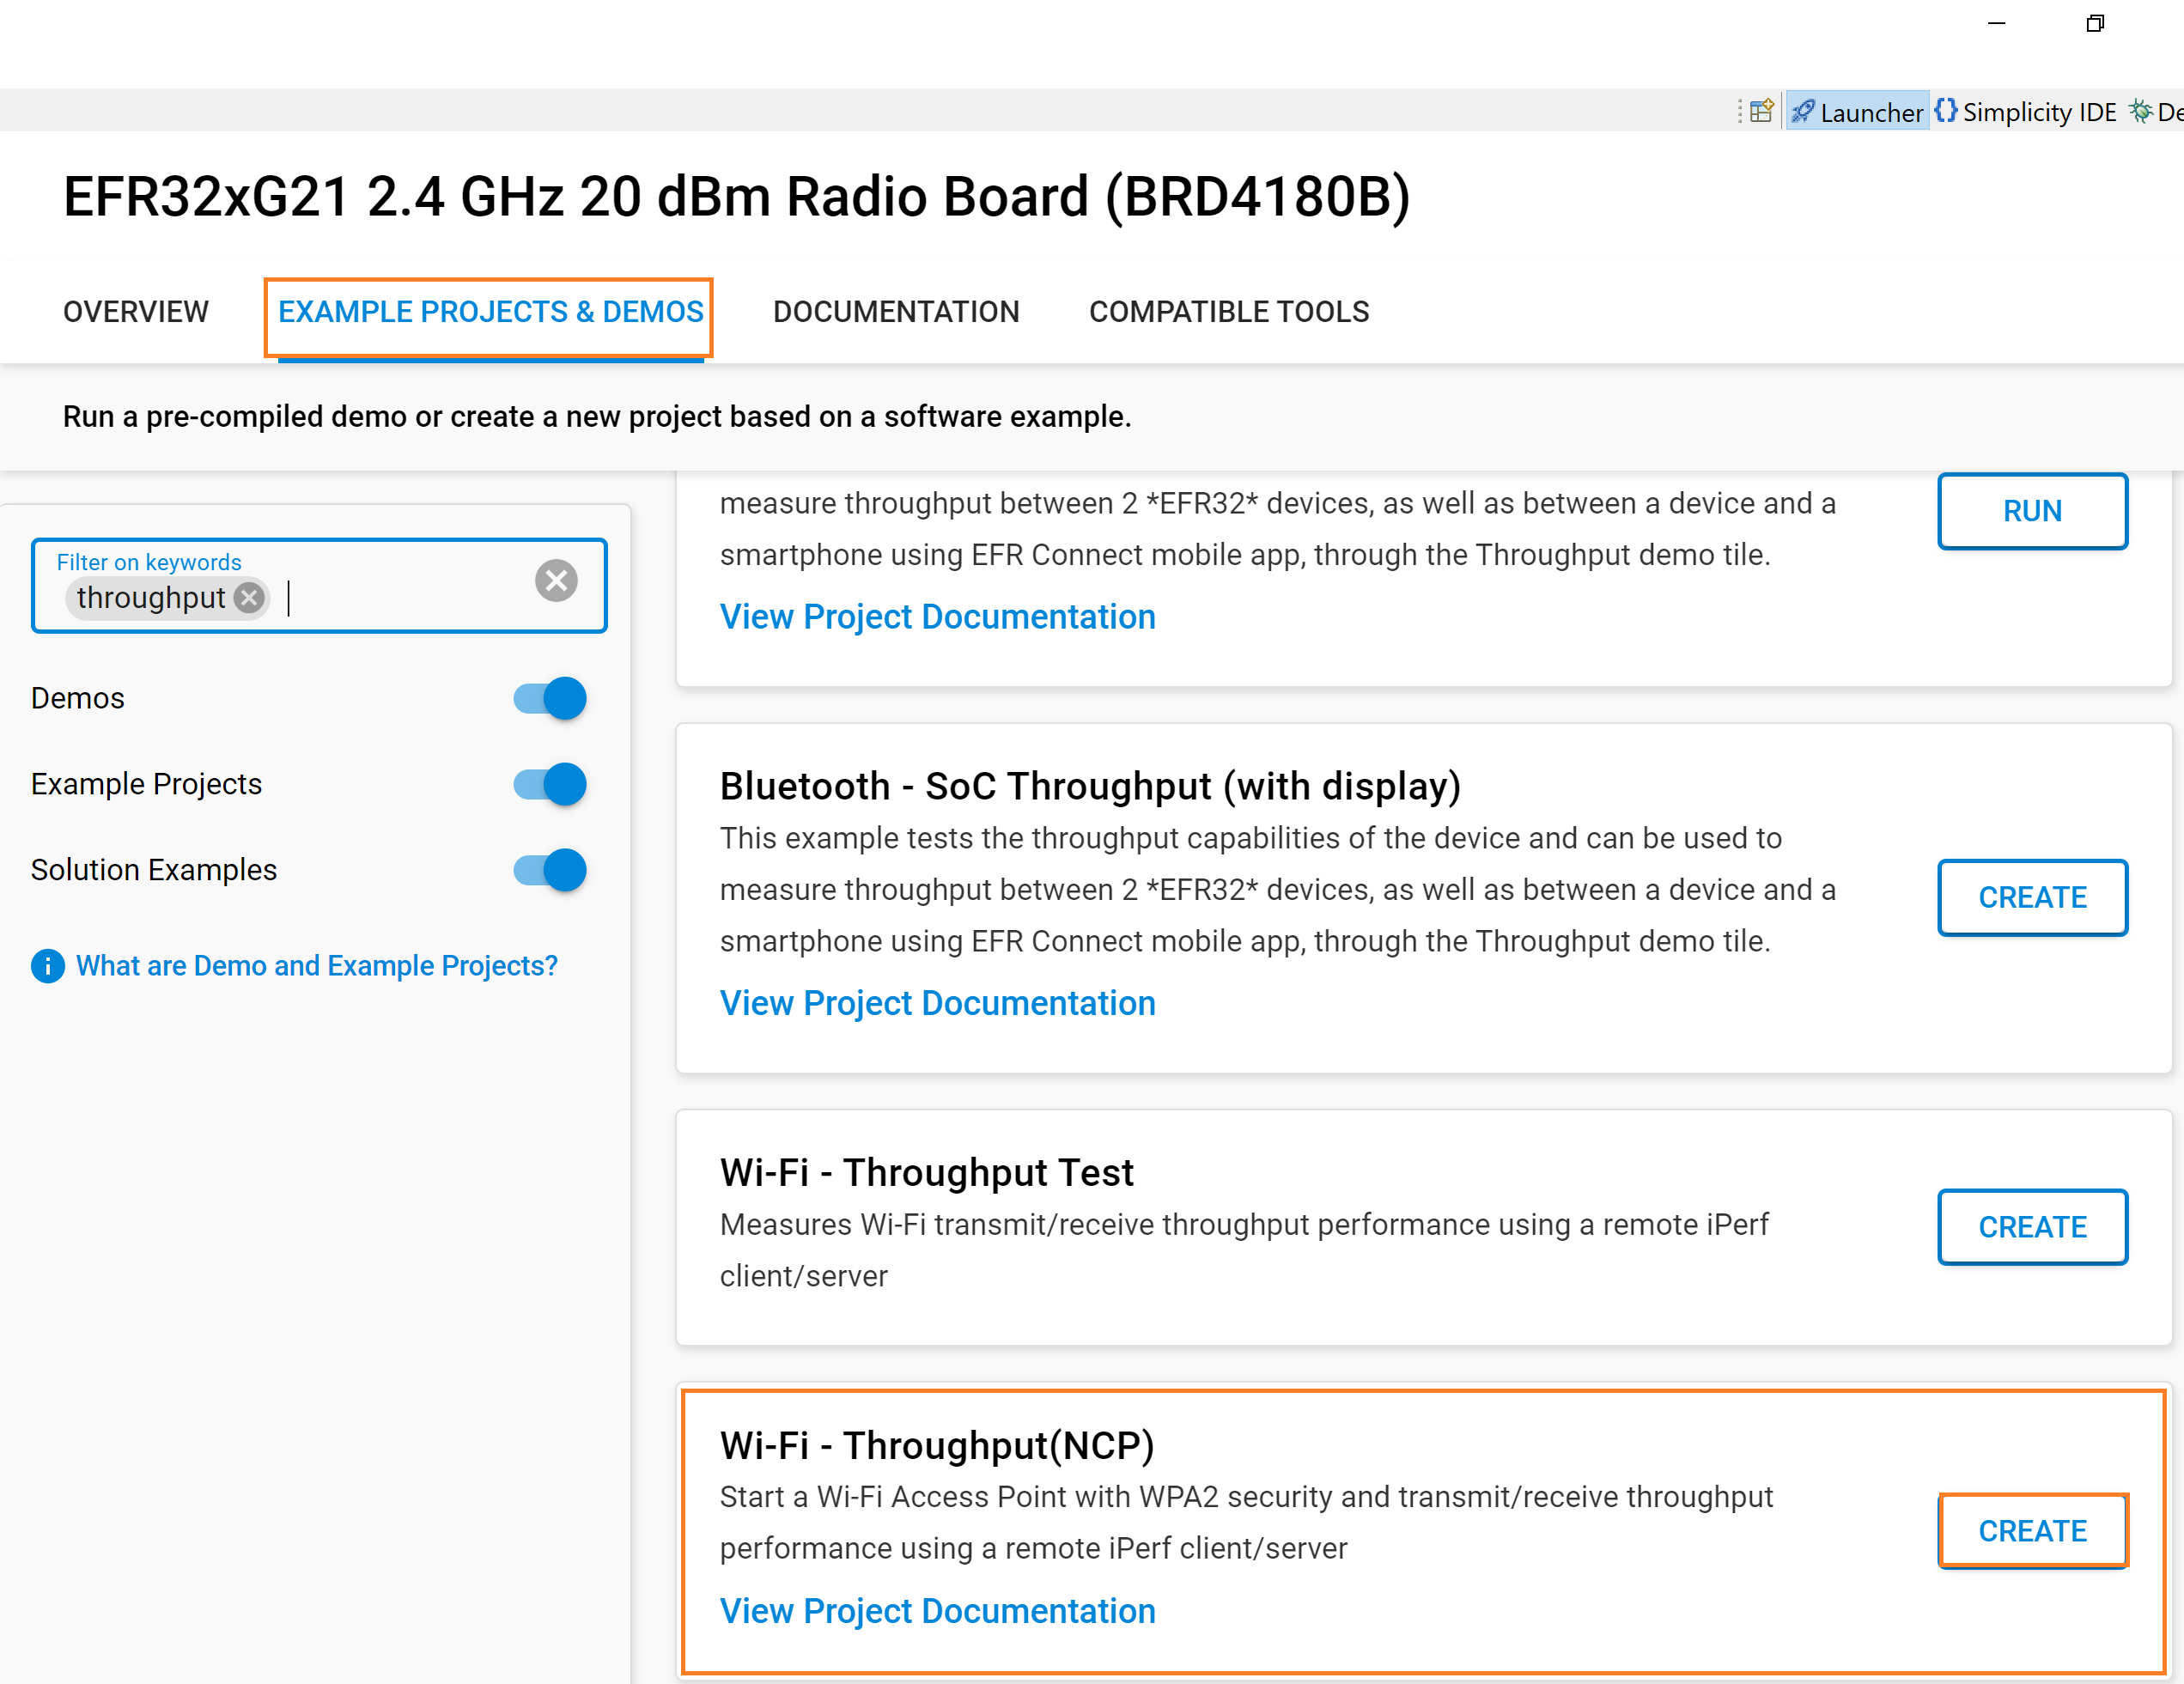 Launcher Simplicity IDE De
EFR32xG21 2.4 GHz 20 dBm Radio Board (BRD4180B)
OVERVIEW EXAMPLE PROJECTS & DEMOS DOCUMENTATION COMPATIBLE TOOLS
Run a pre-compiled demo or create a new project based on a software example.
Filter on keywords
throughput
Demos
Example Projects
Solution Examples
What are Demo and Example Projects?
measure throughput between 2 *EFR32* devices, as well as between a device and a
smartphone using EFR Connect mobile app, through the Throughput demo tile.
View Project Documentation
RUN
Bluetooth - SoC Throughput (with display)
This example tests the throughput capabilities of the device and can be used to
measure throughput between 2 *EFR32* devices, as well as between a device and a
smartphone using EFR Connect mobile app, through the Throughput demo tile.
View Project Documentation
CREATE
Wi-Fi - Throughput Test
Measures Wi-Fi transmit/receive throughput performance using a remote iPerf
client/server
CREATE
Wi-Fi - Throughput(NCP)
Start a Wi-Fi Access Point with WPA2 security and transmit/receive throughput
performance using a remote iPerf client/server
View Project Documentation
CREATE